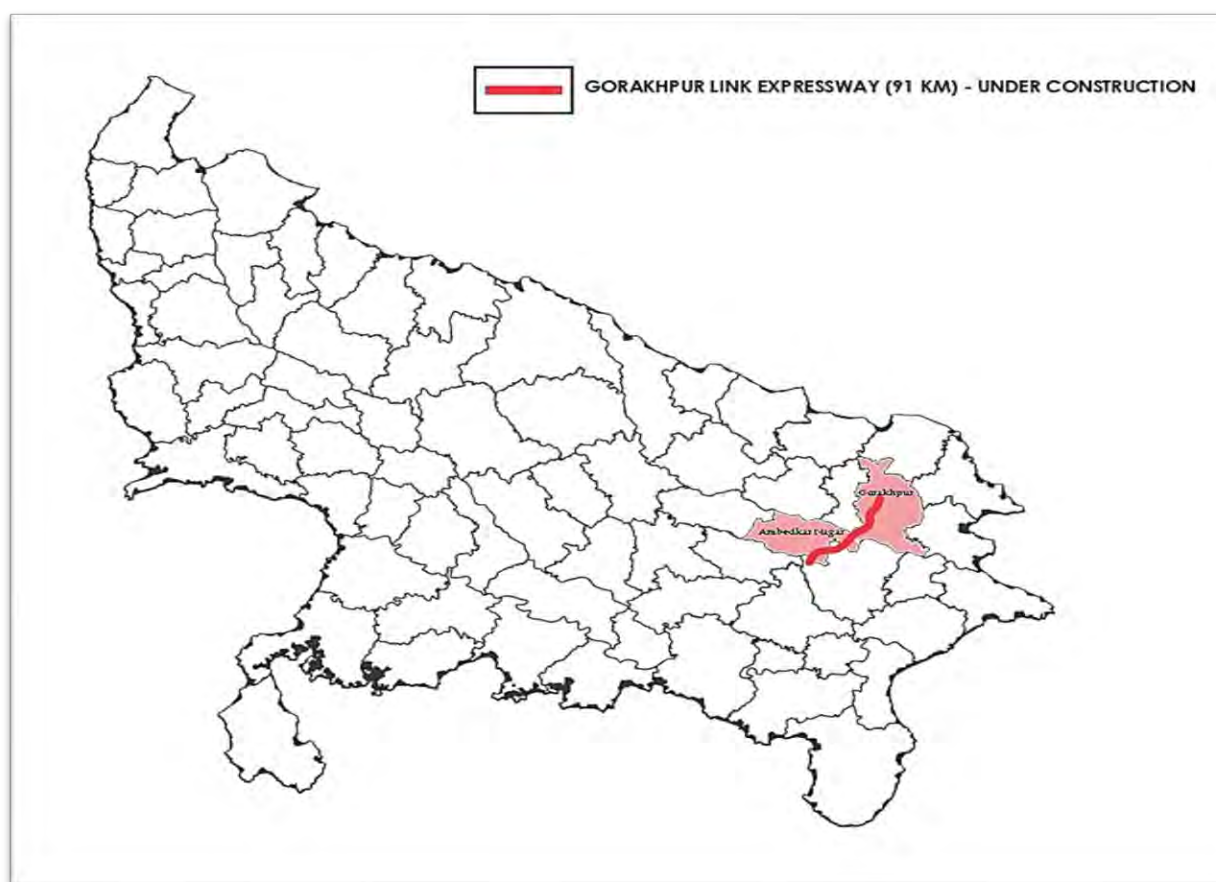 GORAKHPUR LINK EXPRESSWAY (91 KM) - UNDER CONSTRUCTION
Gorakhpur
Ambedkar Nagar